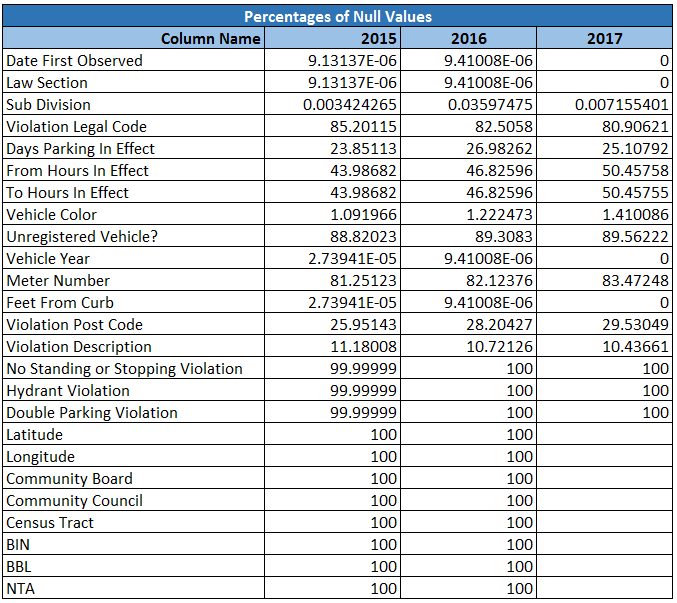 Percentages of Null Values
Column Name 2015 2016 2017
Date First Observed 9.13137E-06 9.41008E-06 0
Law Section 9.13137E-06 9.41008E-06 0
Sub Division 0.003424265 0.03597475 0.007155401
Violation Legal Code 85.20115 82.5058 80.90621
Days Parking In Effect 23.85113 26.98262 25.10792
From Hours In Effect 43.98682 46.82596 50.45758
To Hours In Effect 43.98682 46.82596 50.45755
Vehicle Color 1.091966 1.222473 1.410086
Unregistered Vehicle? 88.82023 89.3083 89.56222
Vehicle Year 2.73941E-05 9.41008E-06 0
Meter Number 81.25123 82.12376 83.47248
Feet From Curb 2.73941E-05 9.41008E-06 0
Violation Post Code 25.95143 28.20427 29.53049
Violation Description 11.18008 10.72126 10.43661
No Standing or Stopping Violation 99.99999 100 100
Hydrant Violation 99.99999 100 100
Double Parking Violation 99.99999 100 100
Latitude 100 100
Longitude 100 100
Community Board 100 100
Community Council 100 100
Census Tract 100 100
BIN 100 100
BBL 100 100
NTA 100 100